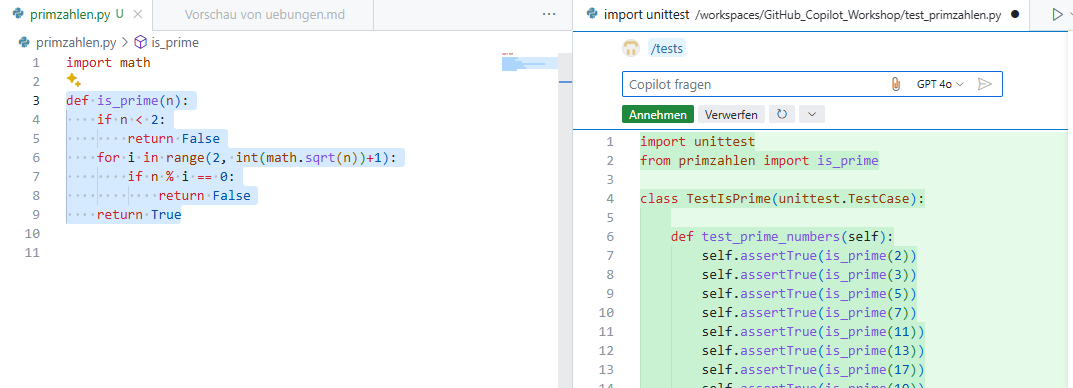 primzahlen.py U
Vorschau von uebungen.md
primzahlen.py > is_prime
1 import math
2
3 def is_prime(n):
4 if n < 2:
5 return False
6 for i in range(2, int(math.sqrt(n))+1):
7 if n % i == 0:
8 return False
9 return True
10
11
import unittest /workspaces/GitHub_Copilot_Workshop/test_primzahlen.py
/tests
Copilot fragen GPT 4o
Annehmen Verwerfen
1 import unittest
2 from primzahlen import is_prime
3
4 class TestIsPrime(unittest.TestCase):
5
6 def test_prime_numbers(self):
7 self.assertTrue(is_prime(2))
8 self.assertTrue(is_prime(3))
9 self.assertTrue(is_prime(5))
10 self.assertTrue(is_prime(7))
11 self.assertTrue(is_prime(11))
12 self.assertTrue(is_prime(13))
13 self.assertTrue(is_prime(17))
14 self.assertTrue(is_prime(19))